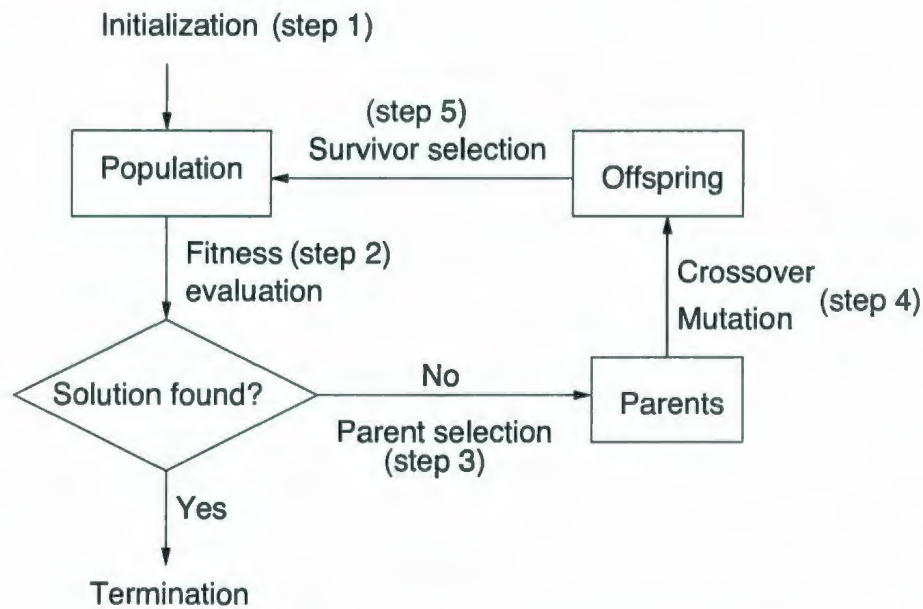 Initialization (step 1)
(step 5)
Survivor selection
Population
Offspring
Fitness (step 2)
evaluation
Crossover
Mutation
(step 4)
Solution found?
No
Parents
Parent selection
(step 3)
Yes
Termination